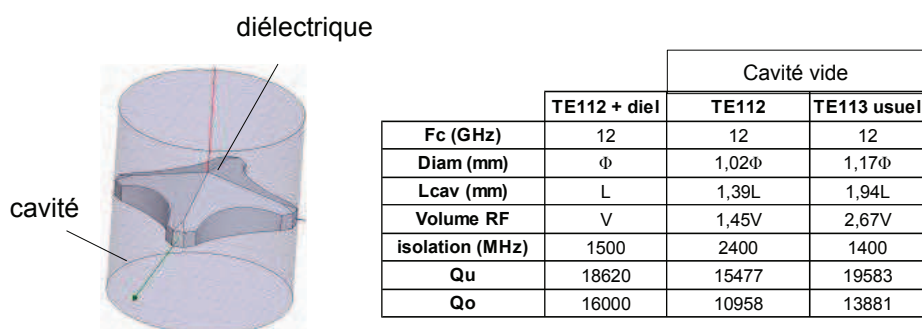 diélectrique
cavité
Cavité vide
TE112 + diel TE112 TE113 usuel
Fc (GHz) 12 12 12
Diam (mm) Φ 1,02Φ 1,17Φ
Lcav (mm) L 1,39L 1,94L
Volume RF V 1,45V 2,67V
isolation (MHz) 1500 2400 1400
Qu 18620 15477 19583
Qo 16000 10958 13881